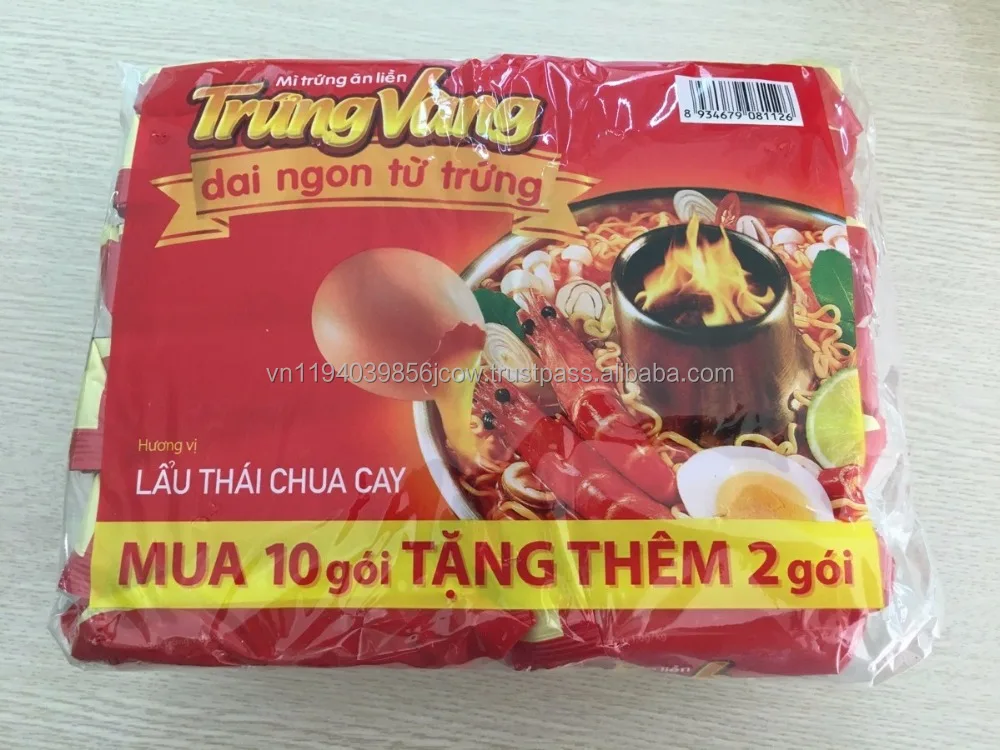 Mì trứng ăn liền
Trứng Vàng
dai ngon từ trứng
8 934679 081126
vn1194039856jcow.trustpass.alibaba.com
Hương vị
LẨU THÁI CHUA CAY
MUA 10 gói TẶNG THÊM 2 gói